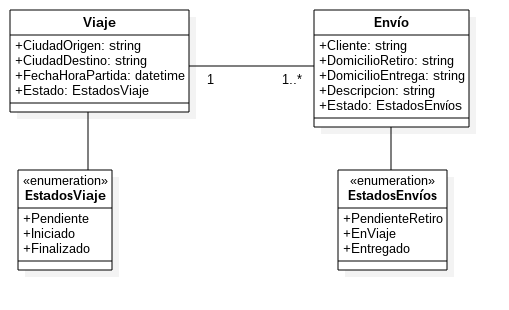 Viaje
+CiudadOrigen: string
+CiudadDestino: string
+FechaHoraPartida: datetime
+Estado: EstadosViaje
1
1..*
Envío
+Cliente: string
+DomicilioRetiro: string
+DomicilioEntrega: string
+Descripcion: string
+Estado: EstadosEnvíos
«enumeration»
EstadosViaje
+Pendiente
+Iniciado
+Finalizado
«enumeration»
EstadosEnvíos
+PendienteRetiro
+EnViaje
+Entregado